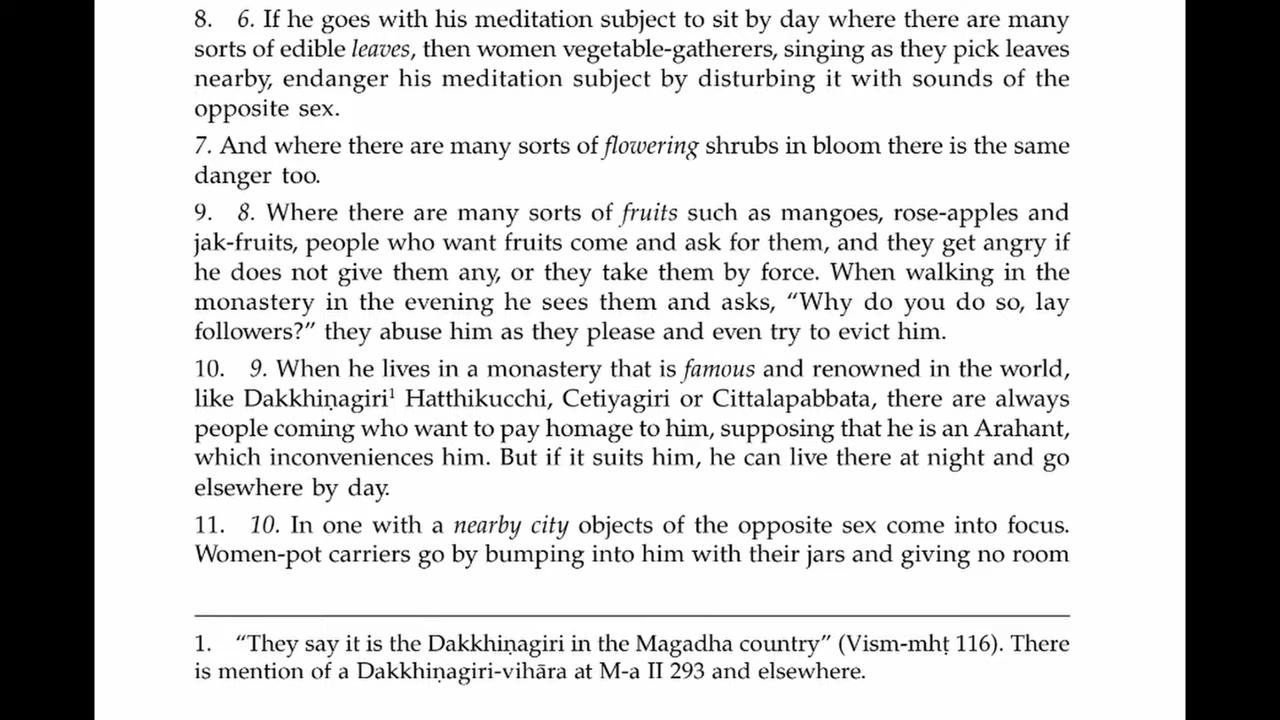 8. 6. If he goes with his meditation subject to sit by day where there are many
sorts of edible leaves, then women vegetable-gatherers, singing as they pick leaves
nearby, endanger his meditation subject by disturbing it with sounds of the
opposite sex.
7. And where there are many sorts of flowering shrubs in bloom there is the same
danger too.
9. 8. Where there are many sorts of fruits such as mangoes, rose-apples and
jak-fruits, people who want fruits come and ask for them, and they get angry if
he does not give them any, or they take them by force. When walking in the
monastery in the evening he sees them and asks, “Why do you do so, lay
followers?” they abuse him as they please and even try to evict him.
10. 9. When he lives in a monastery that is famous and renowned in the world,
like Dakkhiṇagiri¹ Hatthikucchi, Cetiyagiri or Cittalapabbata, there are always
people coming who want to pay homage to him, supposing that he is an Arahant,
which inconveniences him. But if it suits him, he can live there at night and go
elsewhere by day.
11. 10. In one with a nearby city objects of the opposite sex come into focus.
Women-pot carriers go by bumping into him with their jars and giving no room
1. “They say it is the Dakkhiṇagiri in the Magadha country” (Vism-mhṭ 116). There
is mention of a Dakkhiṇagiri-vihāra at M-a II 293 and elsewhere.